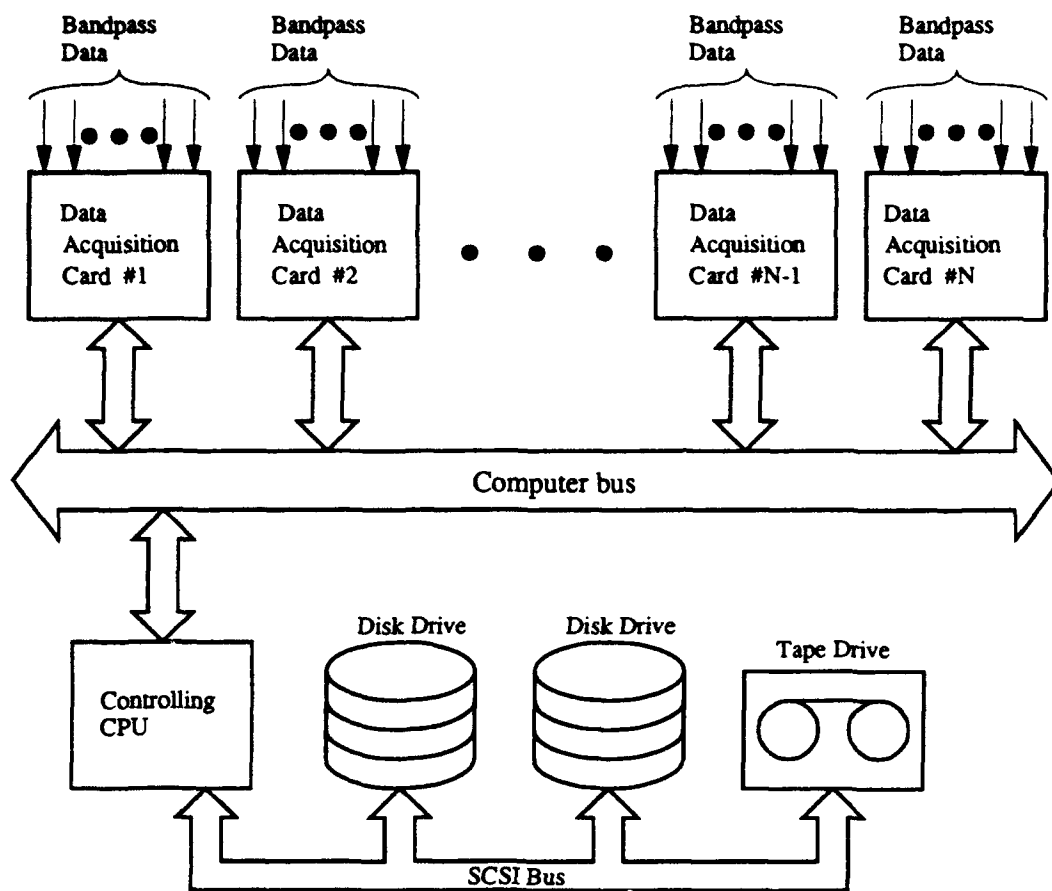 Bandpass
Data
Bandpass
Data
Bandpass
Data
Bandpass
Data
Data
Acquisition
Card #1
Data
Acquisition
Card #2
Data
Acquisition
Card #N-1
Data
Acquisition
Card #N
Computer bus
Disk Drive
Disk Drive
Tape Drive
Controlling
CPU
SCSI Bus